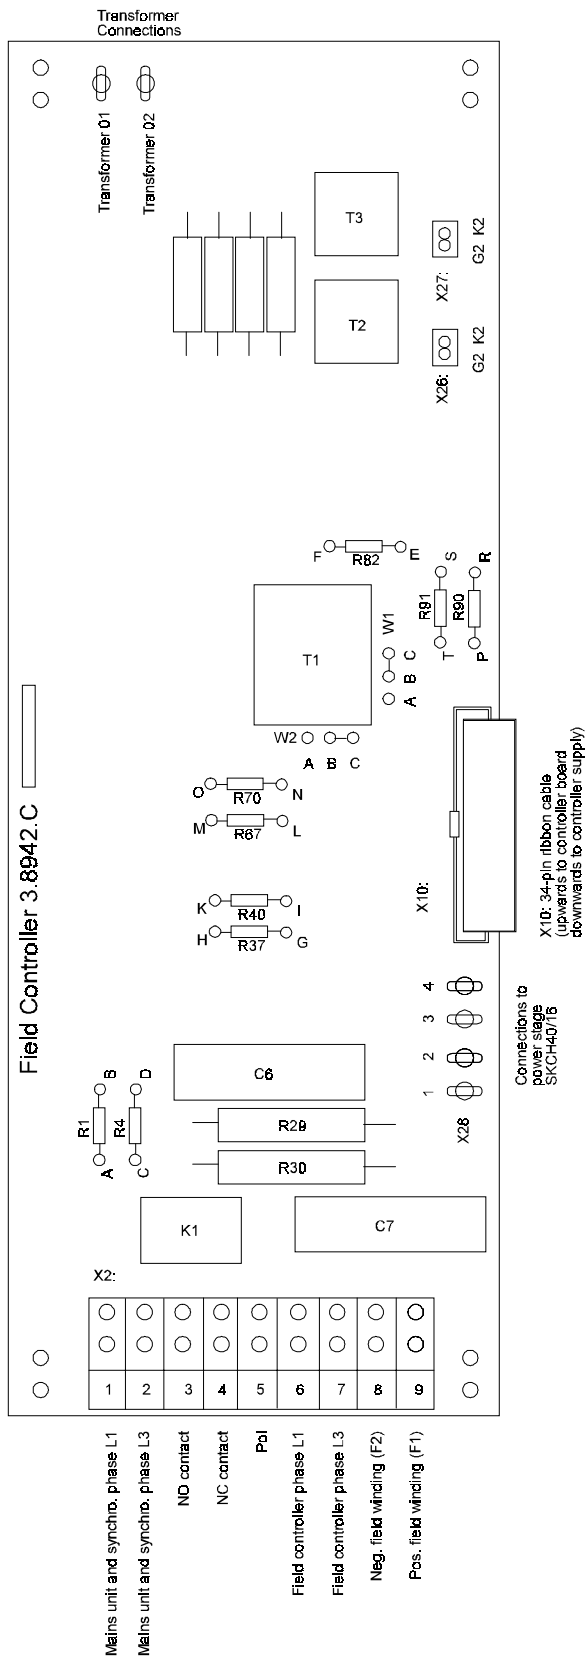 Transformer
Connections
Transformer 01
Transformer 02
T3
K2
G2
X27:
T2
K2
G2
X26:
F
R82
E
S
R
R91
R90
T
P
T1
W1
C
B
A
W2
A
B
C
O
R70
N
M
R67
L
K
R40
I
H
R37
G
Field Controller 3.8942.C
X10:
X10: 34-pin ribbon cable
(upwards to controller board
downwards to controller supply)
4
3
2
1
X28
Connections to
power stage
SKCH40/16
B
D
R1
R4
A
C
C6
R29
R30
K1
C7
X2:
1
2
3
4
5
6
7
8
9
Mains unit and synchro. phase L1
Mains unit and synchro. phase L3
NO contact
NC contact
Pol
Field controller phase L1
Field controller phase L3
Neg. field winding (F2)
Pos. field winding (F1)